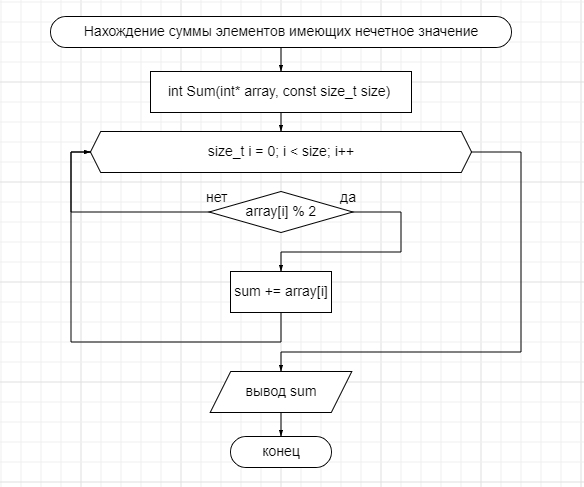 Нахождение суммы элементов имеющих нечетное значение
int Sum(int* array, const size_t size)
size_t i = 0; i < size; i++
нет
да
array[i] % 2
sum += array[i]
вывод sum
конец